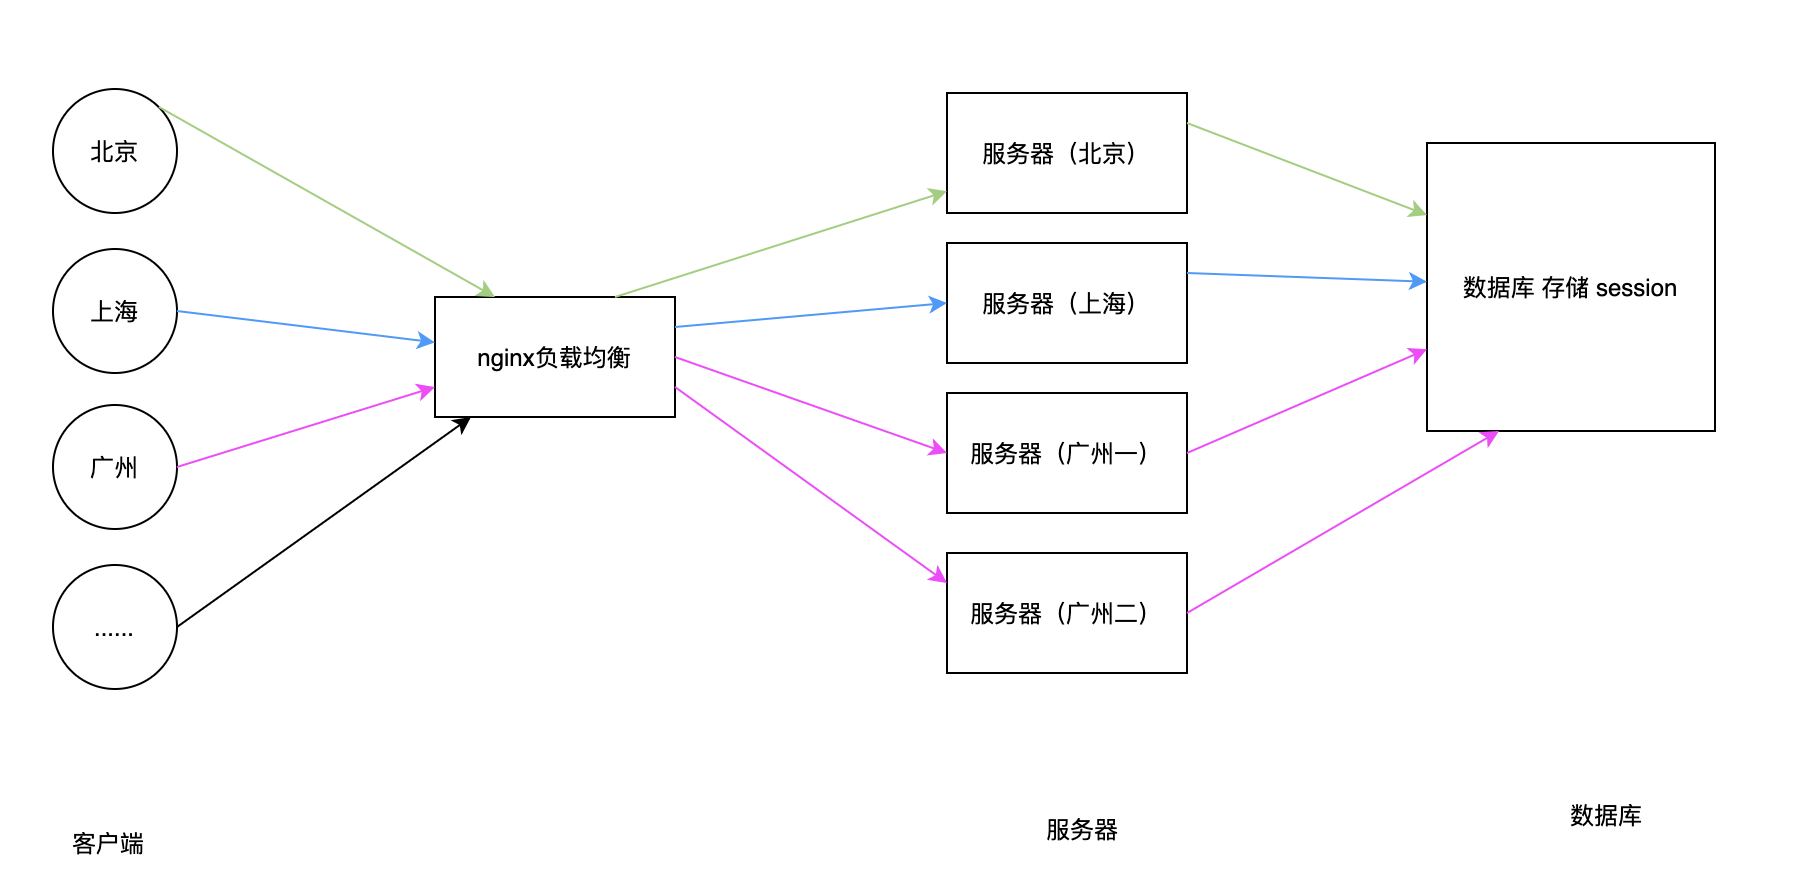 北京
上海
广州
......
nginx负载均衡
服务器（北京）
服务器（上海）
服务器（广州一）
服务器（广州二）
数据库 存储 session
客户端
服务器
数据库